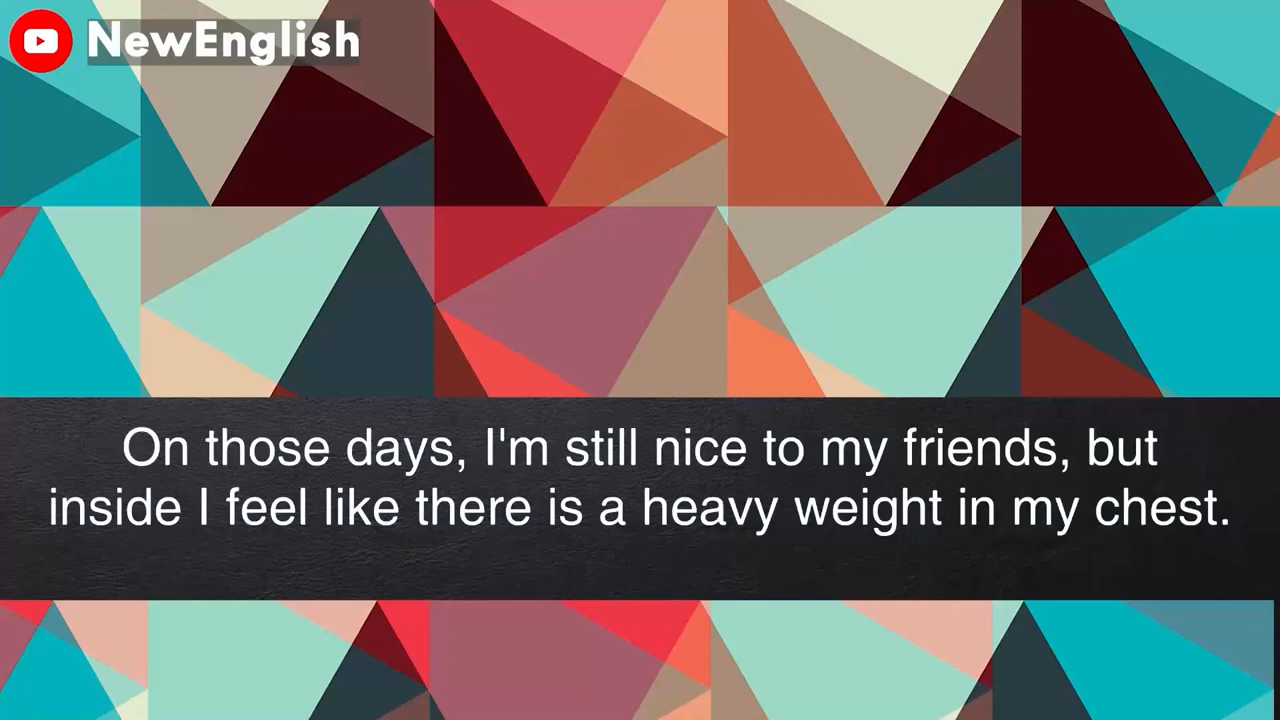 NewEnglish
On those days, I'm still nice to my friends, but
inside I feel like there is a heavy weight in my chest.